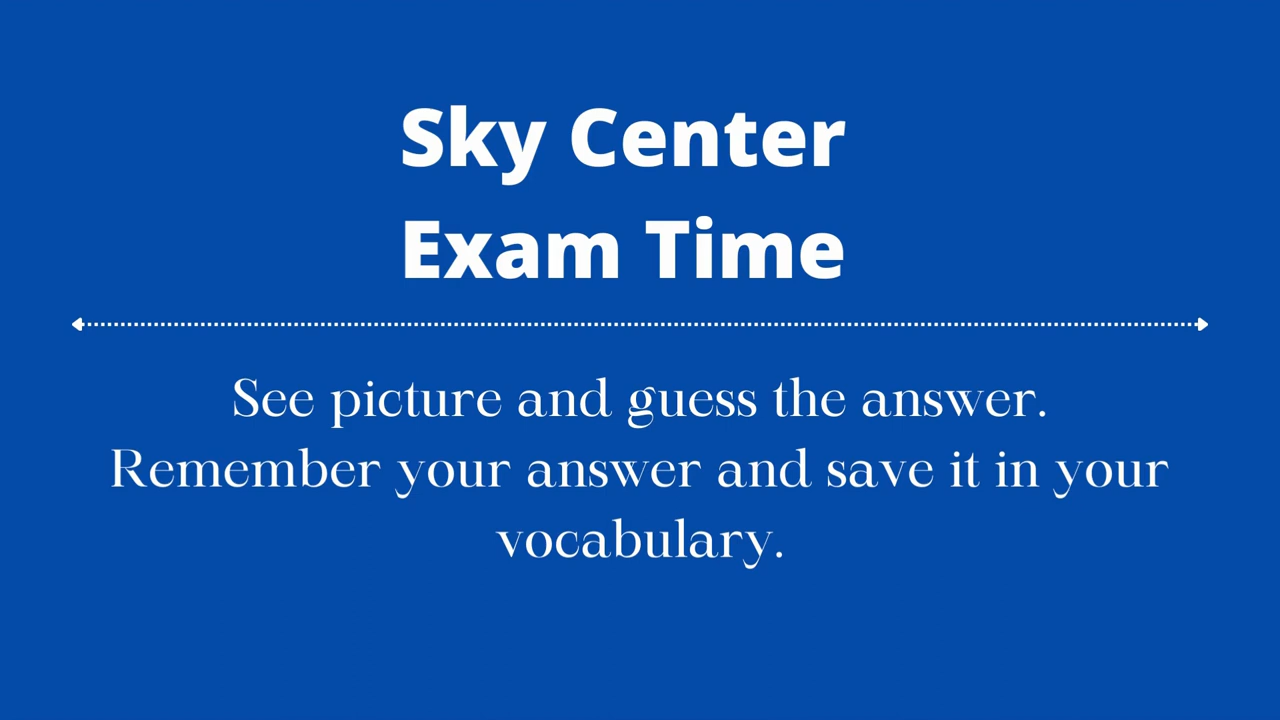 Sky Center
Exam Time
See picture and guess the answer.
Remember your answer and save it in your
vocabulary.